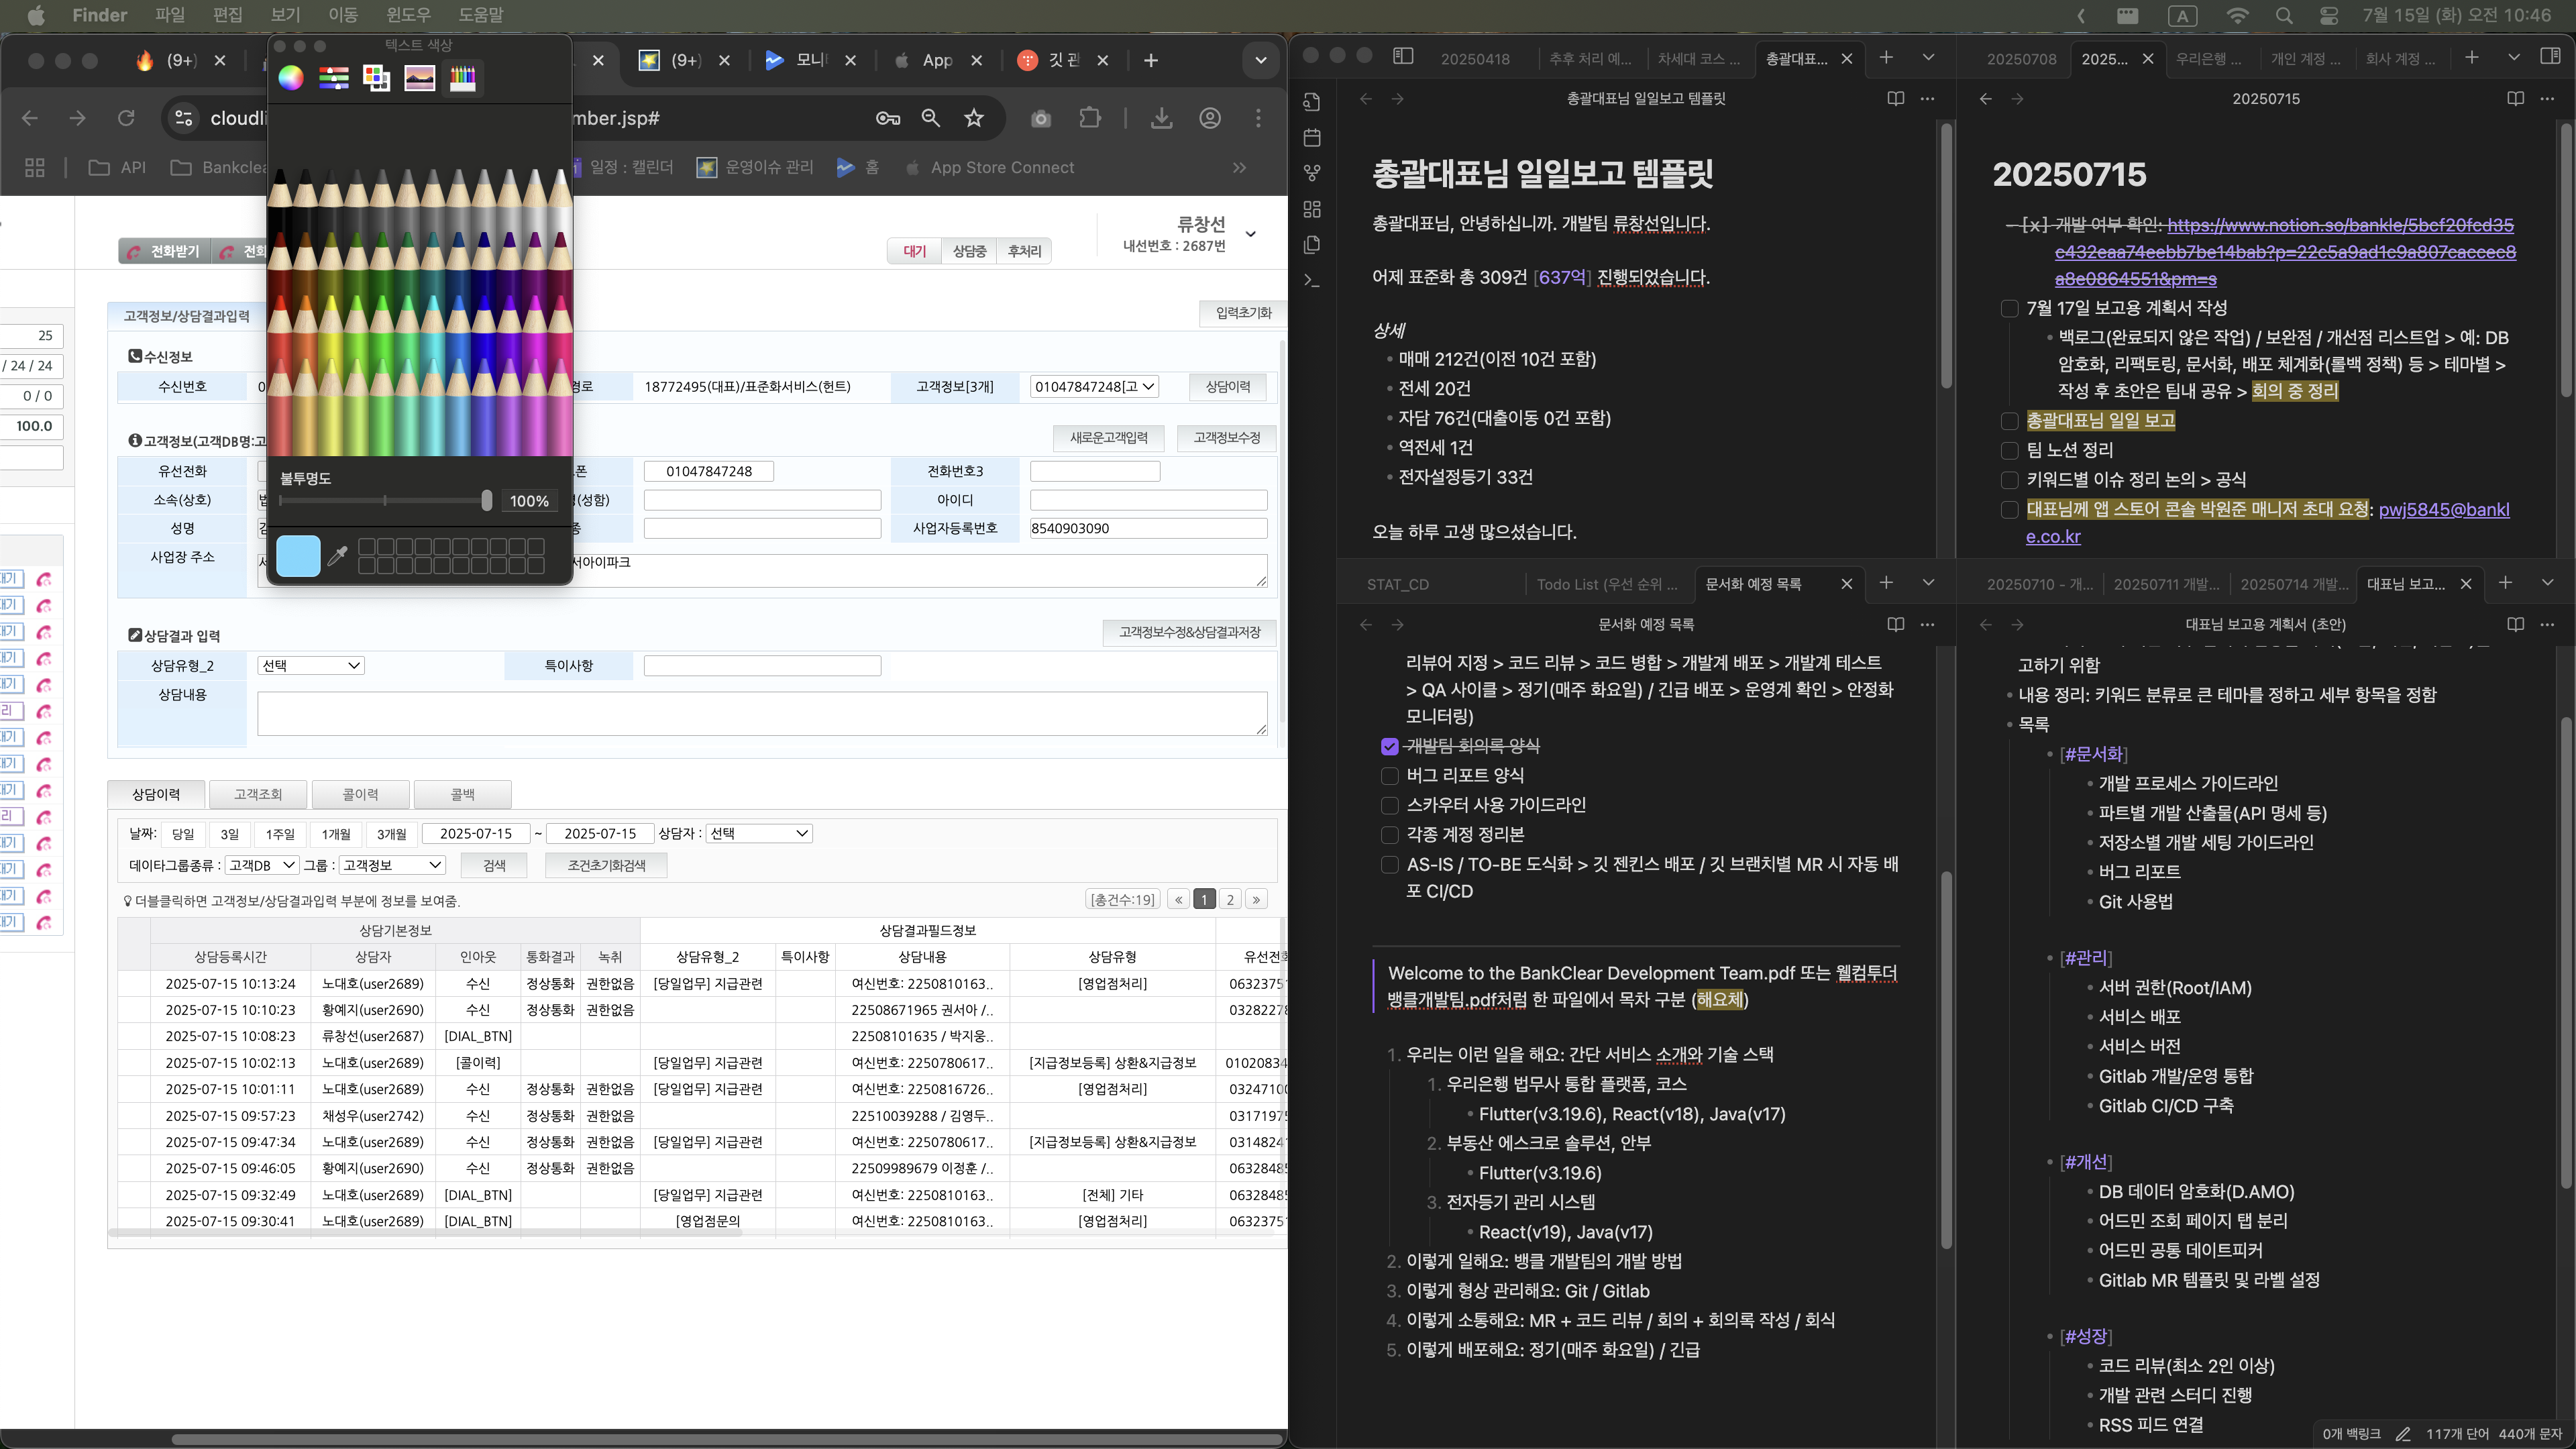 Finder 파일 편집 보기 이동 윈도우 도움말
A 7월 15일 (화) 오전 10:46
(9+) (9+) 모니 App 깃 관
텍스트 색상
불투명도
100%
cloudli mber.jsp#
API Bankclea 일정 : 캘린더 운영이슈 관리 홈 App Store Connect
전화받기 전화
대기 상담중 후처리
류창선
내선번호 : 2687번
25
/ 24 / 24
0 / 0
100.0
고객정보/상담결과입력 입력초기화
수신정보
수신번호 0 경로 18772495(대표)/표준화서비스(헌트) 고객정보[3개] 01047847248[고 상담이력
고객정보(고객DB명:고 새로운고객입력 고객정보수정
유선전화 폰 01047847248 전화번호3
소속(상호) 법 (성함) 아이디
성명 김 종 사업자등록번호 8540903090
사업장 주소 서 서아이파크
상담결과 입력 고객정보수정&상담결과저장
상담유형_2 선택 특이사항
상담내용
상담이력 고객조회 콜이력 콜백
날짜: 당일 3일 1주일 1개월 3개월 2025-07-15 ~ 2025-07-15 상담자 : 선택
데이타그룹종류 : 고객DB 그룹 : 고객정보 검색 조건초기화검색
더블클릭하면 고객정보/상담결과입력 부분에 정보를 보여줌. [총건수:19] « 1 2 »
상담기본정보 상담결과필드정보
상담등록시간 상담자 인아웃 통화결과 녹취 상담유형_2 특이사항 상담내용 상담유형 유선전화
2025-07-15 10:13:24 노대호(user2689) 수신 정상통화 권한없음 [당일업무] 지급관련 여신번호: 2250810163.. [영업점처리] 0632375
2025-07-15 10:10:23 황예지(user2690) 수신 정상통화 권한없음 22508671965 권서아 /.. 0328227
2025-07-15 10:08:23 류창선(user2687) [DIAL_BTN] 22508101635 / 박지웅..
2025-07-15 10:02:13 노대호(user2689) [콜이력] [당일업무] 지급관련 여신번호: 2250780617.. [지급정보등록] 상환&지급정보 01020834
2025-07-15 10:01:11 노대호(user2689) 수신 정상통화 권한없음 [당일업무] 지급관련 여신번호: 2250816726.. [영업점처리] 0324710
2025-07-15 09:57:23 채성우(user2742) 수신 정상통화 권한없음 22510039288 / 김영두.. 0317197
2025-07-15 09:47:34 노대호(user2689) 수신 정상통화 권한없음 [당일업무] 지급관련 여신번호: 2250780617.. [지급정보등록] 상환&지급정보 0314824
2025-07-15 09:46:05 황예지(user2690) 수신 정상통화 권한없음 22509989679 이정훈 /.. 0632848
2025-07-15 09:32:49 노대호(user2689) [DIAL_BTN] [당일업무] 지급관련 여신번호: 2250810163.. [전체] 기타 0632848
2025-07-15 09:30:41 노대호(user2689) [DIAL_BTN] [영업점문의 여신번호: 2250810163.. [영업점처리] 0632375
20250418 추후 처리 예... 차세대 코스 ... 총괄대표...
총괄대표님 일일보고 템플릿
총괄대표님 일일보고 템플릿
총괄대표님, 안녕하십니까. 개발팀 류창선입니다.
어제 표준화 총 309건 [637억] 진행되었습니다.
상세
• 매매 212건(이전 10건 포함)
• 전세 20건
• 자담 76건(대출이동 0건 포함)
• 역전세 1건
• 전자설정등기 33건
오늘 하루 고생 많으셨습니다.
20250708 2025... 우리은행 ... 개인 계정 ... 회사 계정 ...
20250715
20250715
- [x] 개발 여부 확인: https://www.notion.so/bankle/5bcf20fcd35
c432eaa74eebb7be14bab?p=22c5a9ad1c9a807caccec8
a8e0864551&pm=s
7월 17일 보고용 계획서 작성
• 백로그(완료되지 않은 작업) / 보완점 / 개선점 리스트업 > 예: DB
암호화, 리팩토링, 문서화, 배포 체계화(롤백 정책) 등 > 테마별 >
작성 후 초안은 팀내 공유 > 회의 중 정리
총괄대표님 일일 보고
팀 노션 정리
키워드별 이슈 정리 논의 > 공식
대표님께 앱 스토어 콘솔 박원준 매니저 초대 요청: pwj5845@bankl
e.co.kr
STAT_CD Todo List (우선 순위 ... 문서화 예정 목록
문서화 예정 목록
리뷰어 지정 > 코드 리뷰 > 코드 병합 > 개발계 배포 > 개발계 테스트
> QA 사이클 > 정기(매주 화요일) / 긴급 배포 > 운영계 확인 > 안정화
모니터링)
개발팀 회의록 양식
버그 리포트 양식
스카우터 사용 가이드라인
각종 계정 정리본
AS-IS / TO-BE 도식화 > 깃 젠킨스 배포 / 깃 브랜치별 MR 시 자동 배
포 CI/CD
Welcome to the BankClear Development Team.pdf 또는 웰컴투더
뱅클개발팀.pdf처럼 한 파일에서 목차 구분 (해요체)
1. 우리는 이런 일을 해요: 간단 서비스 소개와 기술 스택
1. 우리은행 법무사 통합 플랫폼, 코스
• Flutter(v3.19.6), React(v18), Java(v17)
2. 부동산 에스크로 솔루션, 안부
• Flutter(v3.19.6)
3. 전자등기 관리 시스템
• React(v19), Java(v17)
2. 이렇게 일해요: 뱅클 개발팀의 개발 방법
3. 이렇게 형상 관리해요: Git / Gitlab
4. 이렇게 소통해요: MR + 코드 리뷰 / 회의 + 회의록 작성 / 회식
5. 이렇게 배포해요: 정기(매주 화요일) / 긴급
20250710 - 개... 20250711 개발... 20250714 개발... 대표님 보고...
대표님 보고용 계획서 (초안)
고하기 위함
• 내용 정리: 키워드 분류로 큰 테마를 정하고 세부 항목을 정함
• 목록
• [#문서화]
• 개발 프로세스 가이드라인
• 파트별 개발 산출물(API 명세 등)
• 저장소별 개발 세팅 가이드라인
• 버그 리포트
• Git 사용법
• [#관리]
• 서버 권한(Root/IAM)
• 서비스 배포
• 서비스 버전
• Gitlab 개발/운영 통합
• Gitlab CI/CD 구축
• [#개선]
• DB 데이터 암호화(D.AMO)
• 어드민 조회 페이지 탭 분리
• 어드민 공통 데이트피커
• Gitlab MR 템플릿 및 라벨 설정
• [#성장]
• 코드 리뷰(최소 2인 이상)
• 개발 관련 스터디 진행
• RSS 피드 연결
0개 백링크 117개 단어 440개 문자